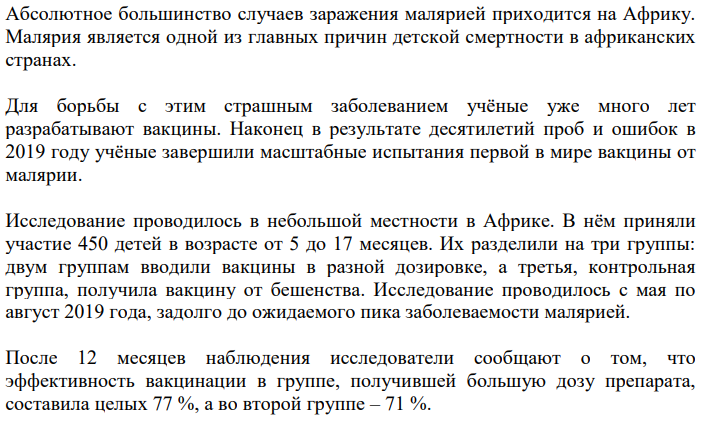 Абсолютное большинство случаев заражения малярией приходится на Африку.
Малярия является одной из главных причин детской смертности в африканских
странах.
Для борьбы с этим страшным заболеванием учёные уже много лет
разрабатывают вакцины. Наконец в результате десятилетий проб и ошибок в
2019 году учёные завершили масштабные испытания первой в мире вакцины от
малярии.
Исследование проводилось в небольшой местности в Африке. В нём приняли
участие 450 детей в возрасте от 5 до 17 месяцев. Их разделили на три группы:
двум группам вводили вакцины в разной дозировке, а третья, контрольная
группа, получила вакцину от бешенства. Исследование проводилось с мая по
август 2019 года, задолго до ожидаемого пика заболеваемости малярией.
После 12 месяцев наблюдения исследователи сообщают о том, что
эффективность вакцинации в группе, получившей большую дозу препарата,
составила целых 77 %, а во второй группе – 71 %.